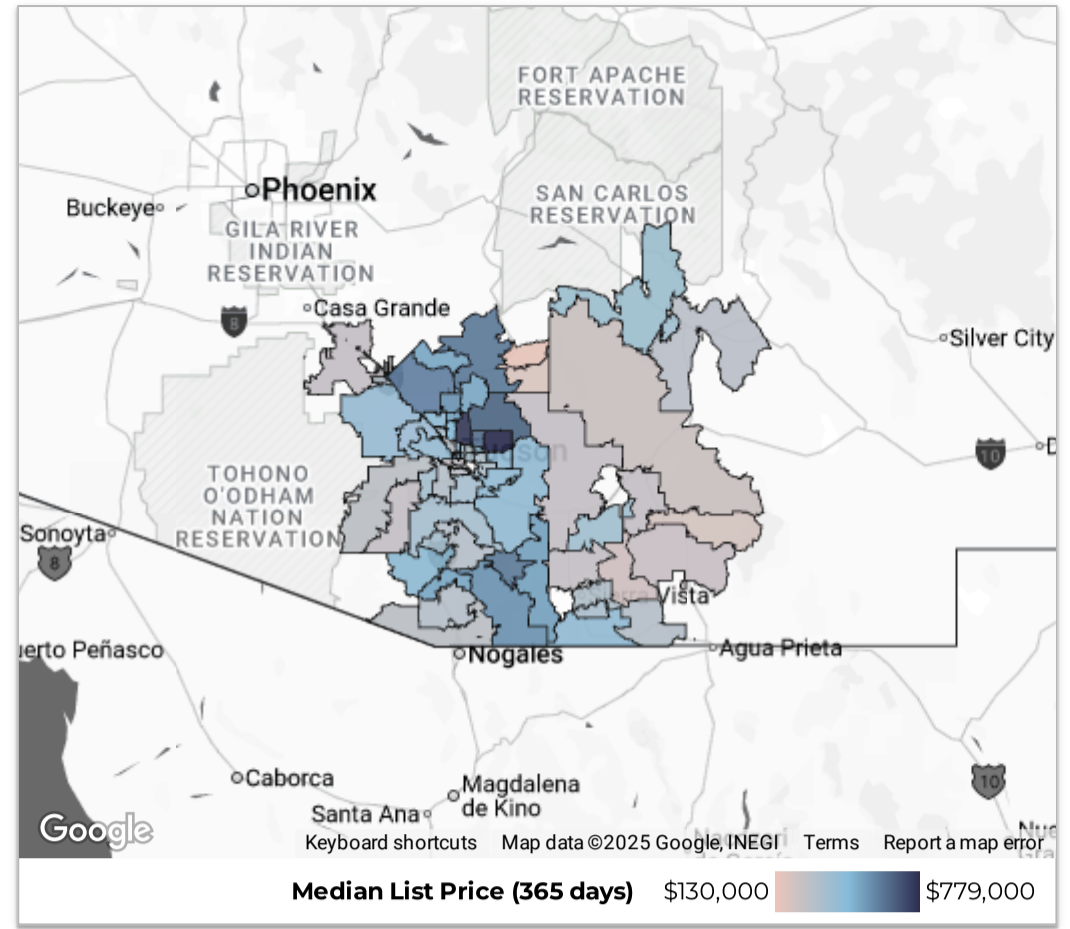 FORT APACHE
RESERVATION
SAN CARLOS
RESERVATION
Phoenix
Buckeye
GILA RIVER
INDIAN
RESERVATION
Casa Grande
8
Silver City
10
TOHONO
O'ODHAM
NATION
RESERVATION
Sonoyta
8
Sierra Vista
uerto Peñasco
Nogales
Agua Prieta
Caborca
Magdalena
de Kino
Santa Ana
10
Google
Keyboard shortcuts
Map data ©2025 Google, INEGI
Terms
Report a map error
Median List Price (365 days)
$130,000
$779,000